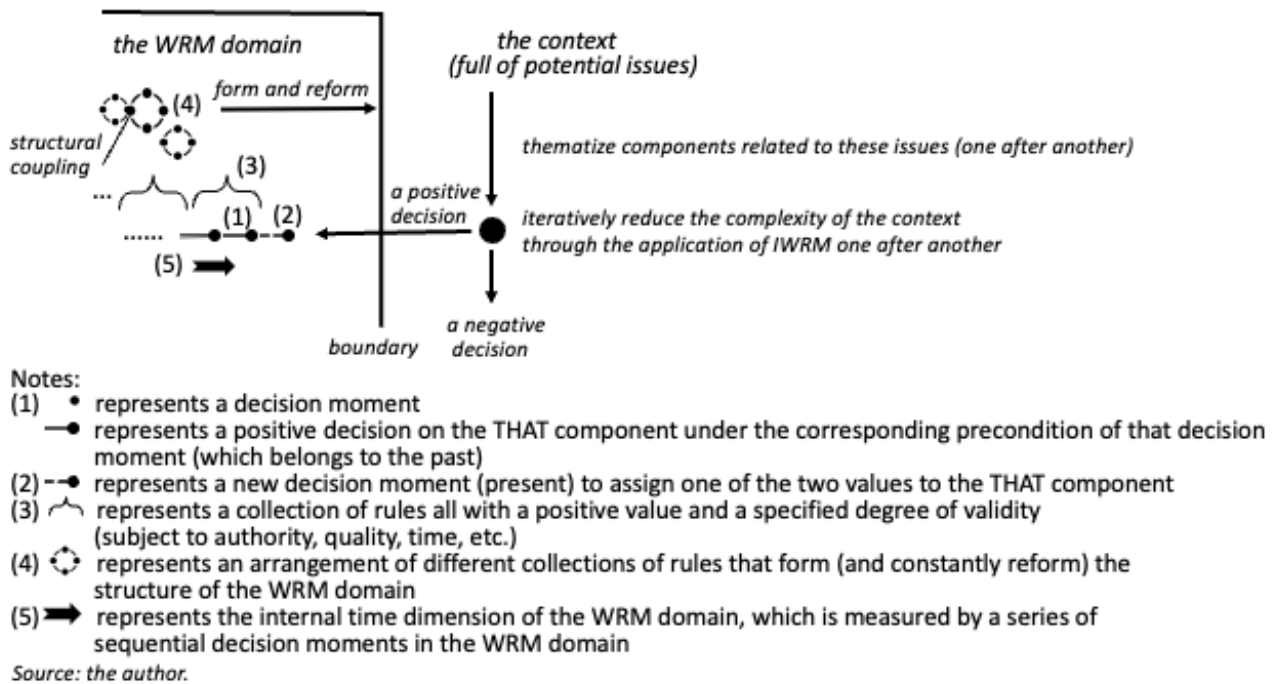 the WRM domain
the context
(full of potential issues)
(4)
form and reform
structural
coupling
thematize components related to these issues (one after another)
(3)
...
a positive
decision
(1)
(2)
......
iteratively reduce the complexity of the context
through the application of IWRM one after another
(5)
a negative
decision
boundary
Notes:
(1) represents a decision moment
represents a positive decision on the THAT component under the corresponding precondition of that decision
moment (which belongs to the past)
(2) represents a new decision moment (present) to assign one of the two values to the THAT component
(3) represents a collection of rules all with a positive value and a specified degree of validity
(subject to authority, quality, time, etc.)
(4) represents an arrangement of different collections of rules that form (and constantly reform) the
structure of the WRM domain
(5) represents the internal time dimension of the WRM domain, which is measured by a series of
sequential decision moments in the WRM domain
Source: the author.